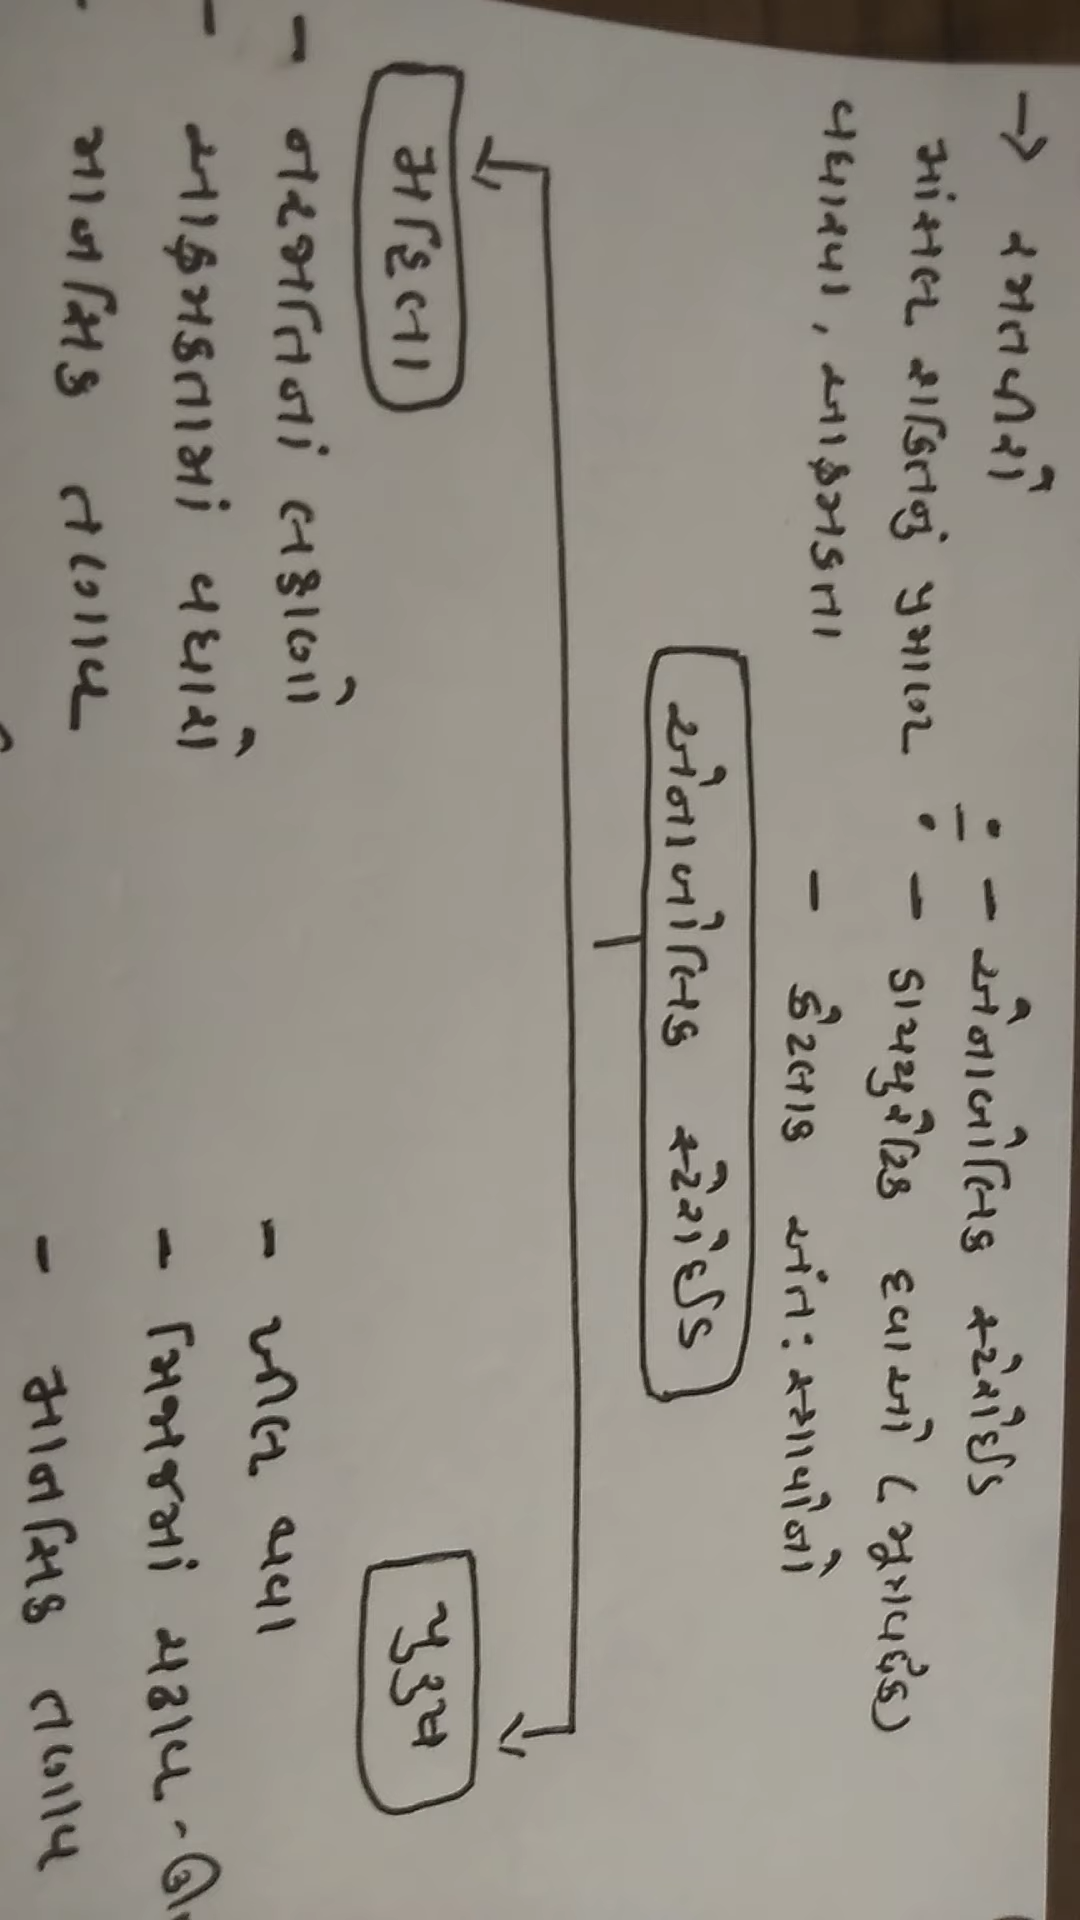 → રમતવીરો : - એનાબોલિક સ્ટેરોઈડ
માંસલ શક્તિનું પ્રમાણ : - ડાયયુરેટિક દવાઓ (મૂત્રવર્ધક)
વધારવા, આક્રમકતા - કેટલાક અંત:સ્ત્રાવોનો
એનાબોલિક સ્ટેરોઈડ
મહિલા
પુરુષ
- નરજાતિનાં લક્ષણો
- ખીલ થવા
- આક્રમકતામાં વધારો
- મિજાજમાં ચઢાવ-ઉ
- માનસિક તણાવ
- માનસિક તણાવ